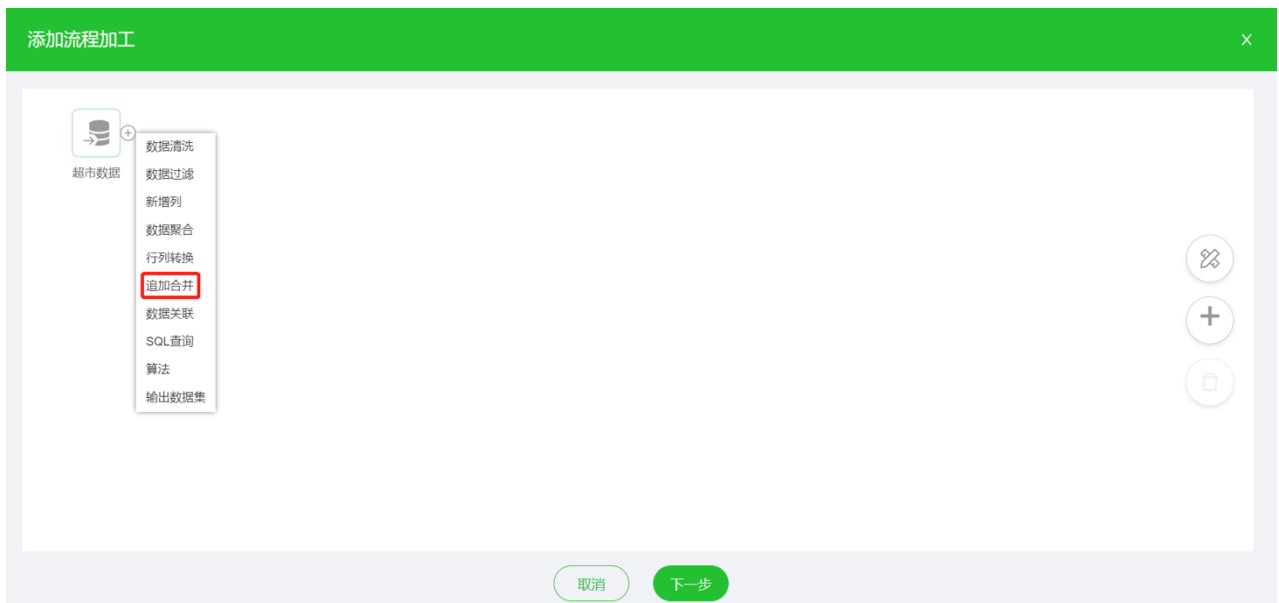 添加流程加工
X
超市数据
数据清洗
数据过滤
新增列
数据聚合
行列转换
追加合并
数据关联
SQL查询
算法
输出数据集
取消
下一步